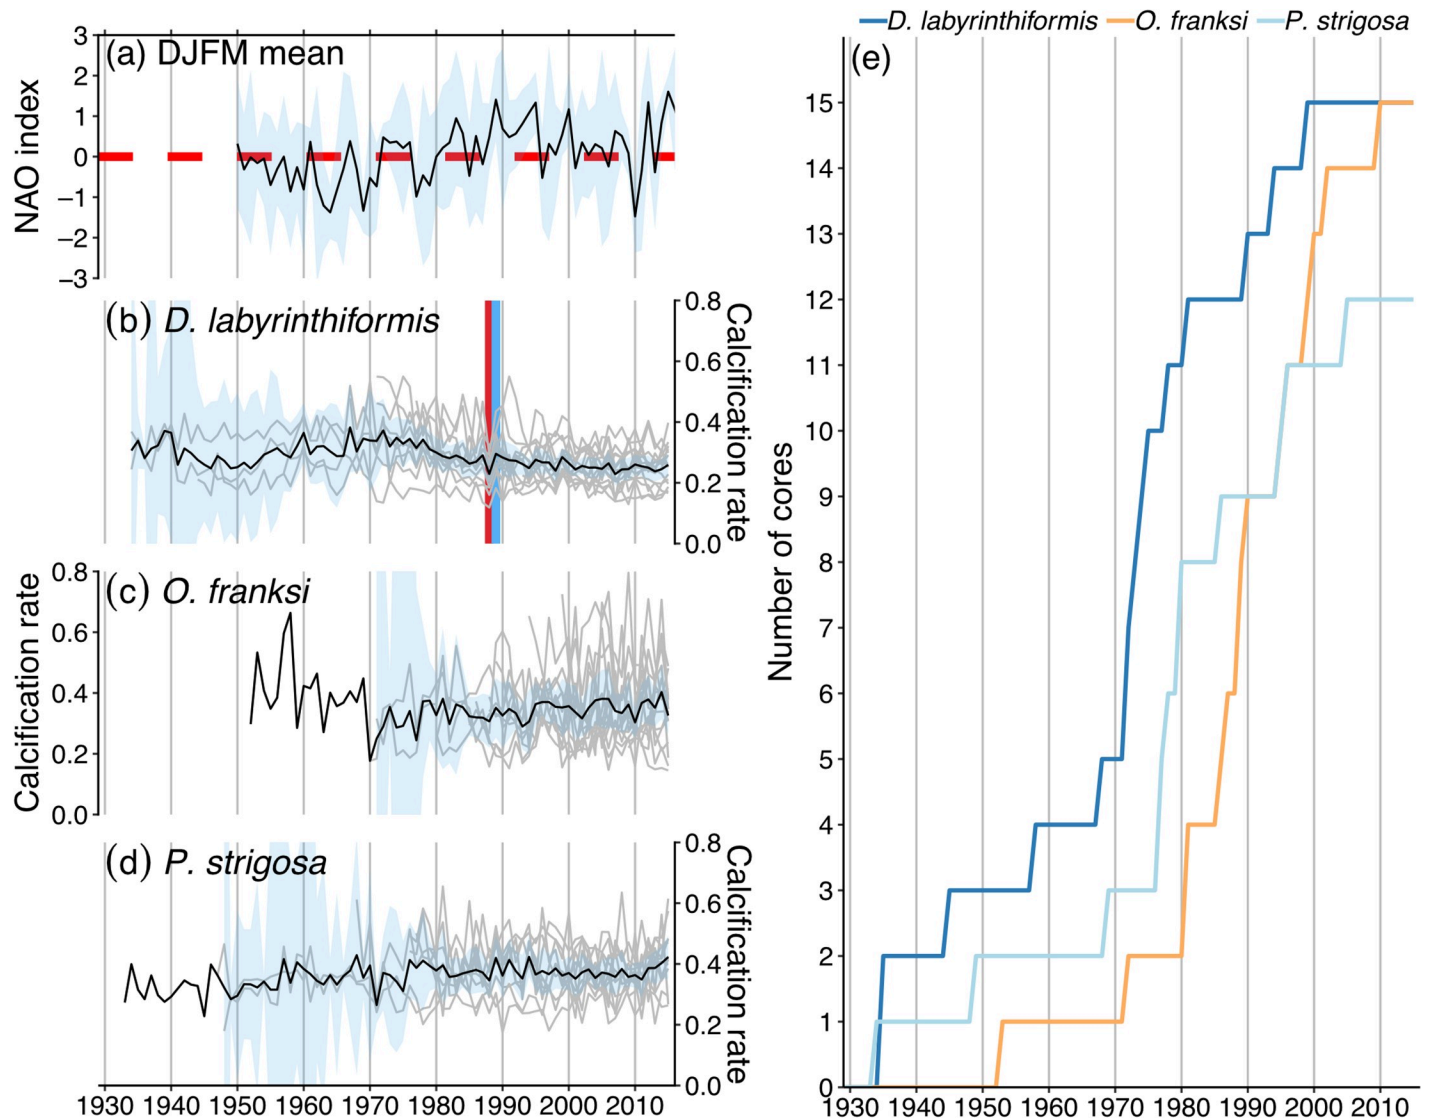 D. labyrinthiformis O. franksi P. strigosa
(a) DJFM mean
NAO index
3
2
1
0
−1
−2
−3
(b) D. labyrinthiformis
0.8
0.6
0.4
0.2
0.0
Calcification rate
(c) O. franksi
Calcification rate
0.8
0.6
0.4
0.2
0.0
(d) P. strigosa
0.8
0.6
0.4
0.2
0.0
Calcification rate
1930 1940 1950 1960 1970 1980 1990 2000 2010
(e)
Number of cores
15
14
13
12
11
10
9
8
7
6
5
4
3
2
1
0
1930 1940 1950 1960 1970 1980 1990 2000 2010